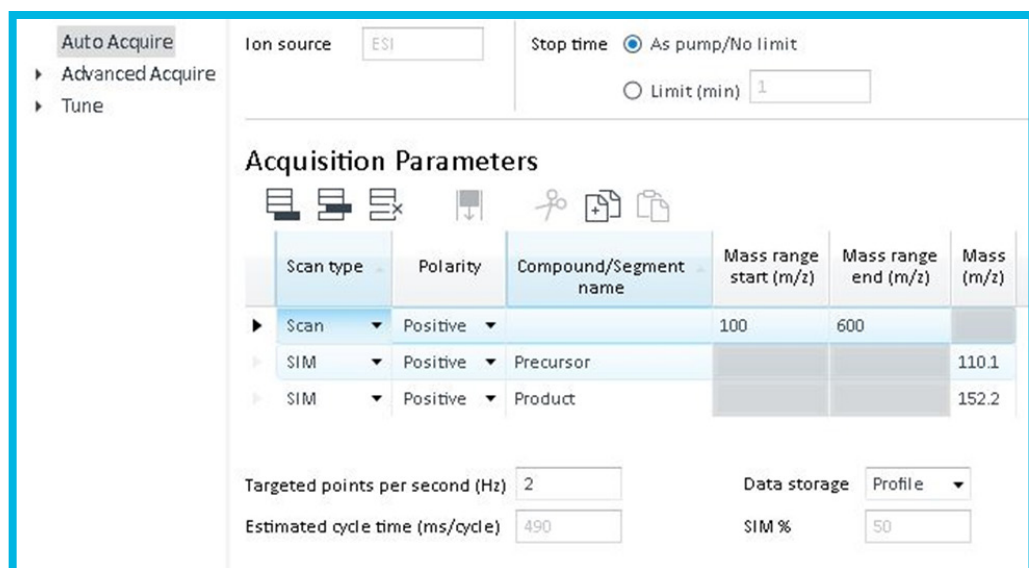 Auto Acquire
Advanced Acquire
Tune
Ion source ESI
Stop time As pump/No limit
Limit (min) 1
Acquisition Parameters
Scan type Polarity Compound/Segment name Mass range start (m/z) Mass range end (m/z) Mass (m/z)
Scan Positive 100 600
SIM Positive Precursor 110.1
SIM Positive Product 152.2
Targeted points per second (Hz) 2 Data storage Profile
Estimated cycle time (ms/cycle) 490 SIM % 50